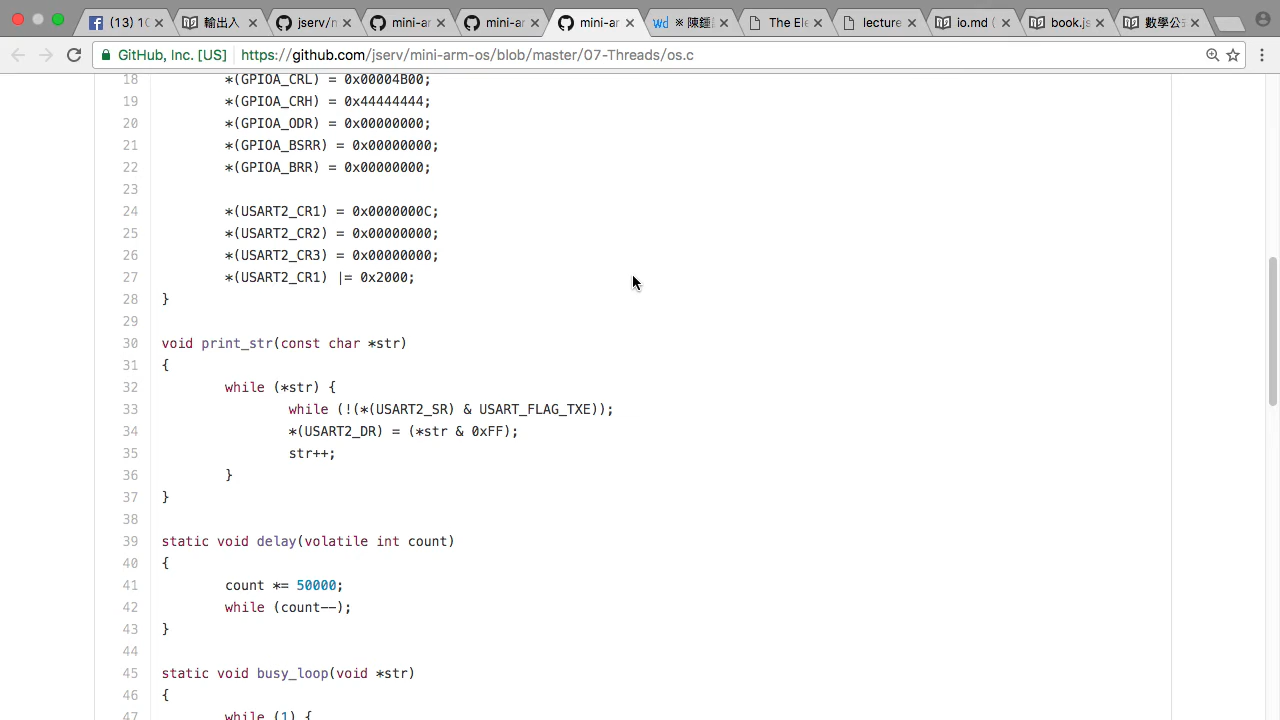 (13) 1(
輸出入
jserv/m
mini-ar
mini-ar
mini-ar
※ 陳鍾
The Ele
lecture
io.md (
book.js
數學公
GitHub, Inc. [US]
https://github.com/jserv/mini-arm-os/blob/master/07-Threads/os.c
18 *(GPIOA_CRL) = 0x00004B00;
19 *(GPIOA_CRH) = 0x44444444;
20 *(GPIOA_ODR) = 0x00000000;
21 *(GPIOA_BSRR) = 0x00000000;
22 *(GPIOA_BRR) = 0x00000000;
23
24 *(USART2_CR1) = 0x0000000C;
25 *(USART2_CR2) = 0x00000000;
26 *(USART2_CR3) = 0x00000000;
27 *(USART2_CR1) |= 0x2000;
28 }
29
30 void print_str(const char *str)
31 {
32 while (*str) {
33 while (!(*(USART2_SR) & USART_FLAG_TXE));
34 *(USART2_DR) = (*str & 0xFF);
35 str++;
36 }
37 }
38
39 static void delay(volatile int count)
40 {
41 count *= 50000;
42 while (count--);
43 }
44
45 static void busy_loop(void *str)
46 {
47 while (1) {